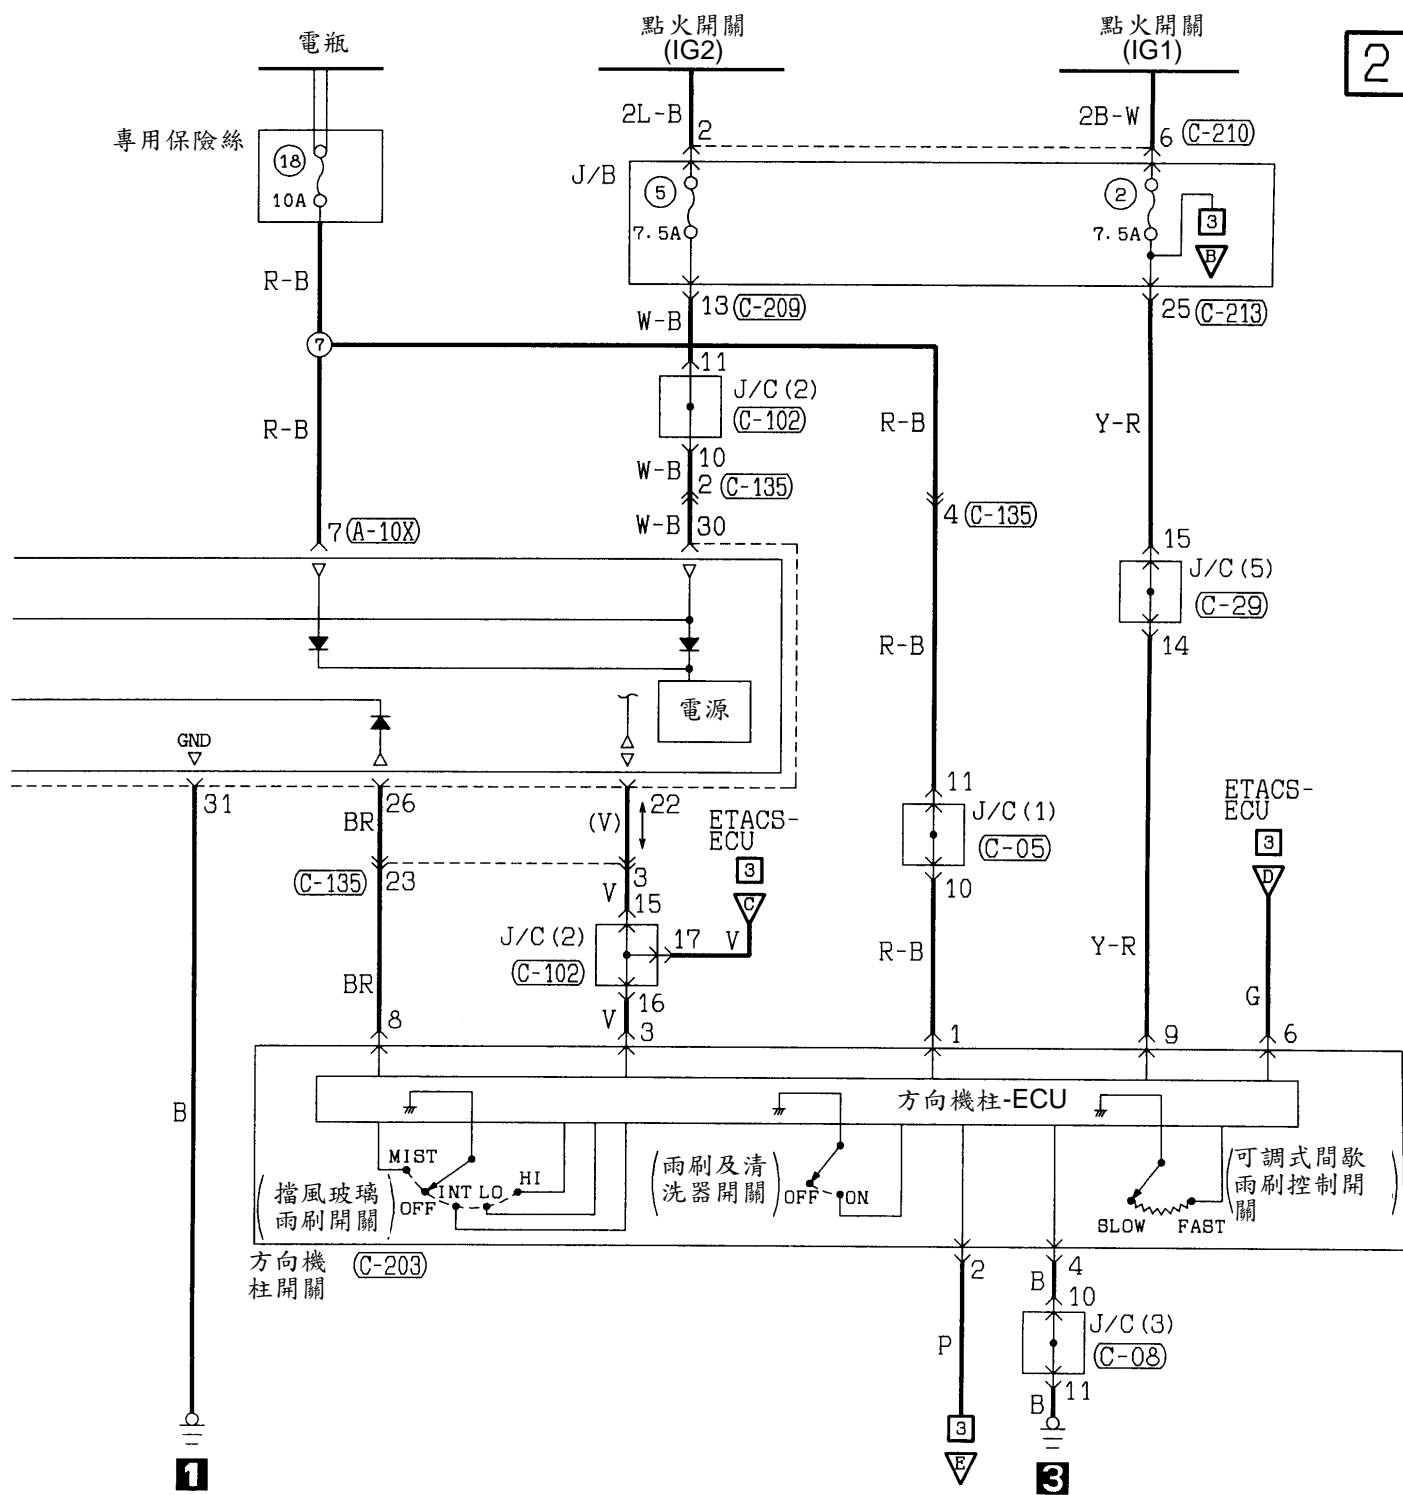 電瓶
點火開關
(IG2)
點火開關
(IG1)
2
2L-B
2
2B-W
6
C-210
專用保險絲
18
10A
J/B
5
7.5A
2
7.5A
3
B
R-B
13
C-209
25
C-213
W-B
7
11
J/C(2)
C-102
R-B
R-B
Y-R
W-B
10
2
C-135
4
C-135
7
A-10X
W-B
30
15
J/C(5)
C-29
14
R-B
電源
GND
31
26
22
BR
(V)
ETACS-
ECU
3
C
11
J/C(1)
C-05
10
ETACS-
ECU
3
D
C-135
23
3
V
15
J/C(2)
C-102
17
V
R-B
Y-R
BR
16
V
G
8
3
1
9
6
B
方向機柱-ECU
MIST
OFF
INT
LO
HI
擋風玻璃
雨刷開關
雨刷及清
洗器開關
OFF
ON
SLOW
FAST
可調式間歇
雨刷控制開
關
方向機
柱開關
C-203
2
4
B
10
J/C(3)
C-08
P
11
B
3
E
1
3